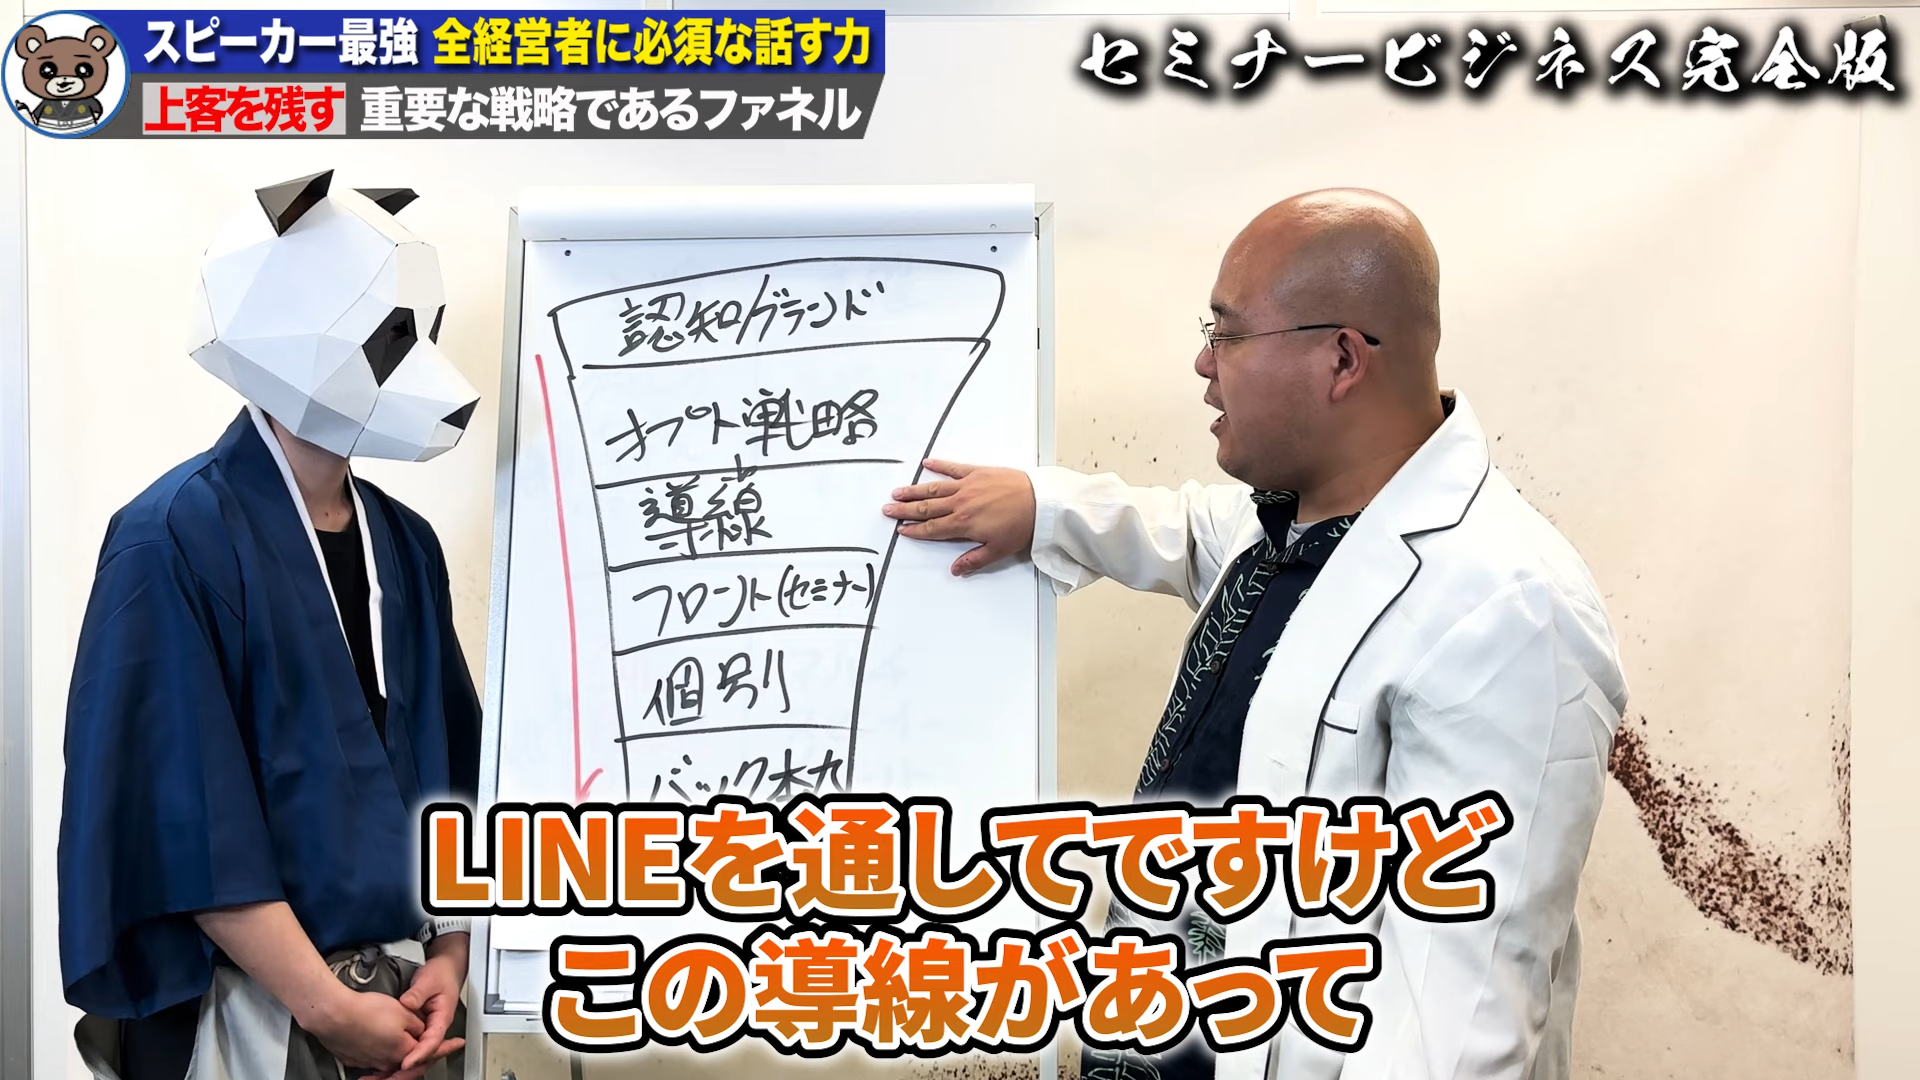 スピーカー最強 全経営者に必須な話す力
上客を残す 重要な戦略であるファネル
セミナービジネス完全版
認知/ブランド
オプト戦略
導線
フロント(セミナー)
個別
バック本丸
LINEを通してですけど
この導線があって